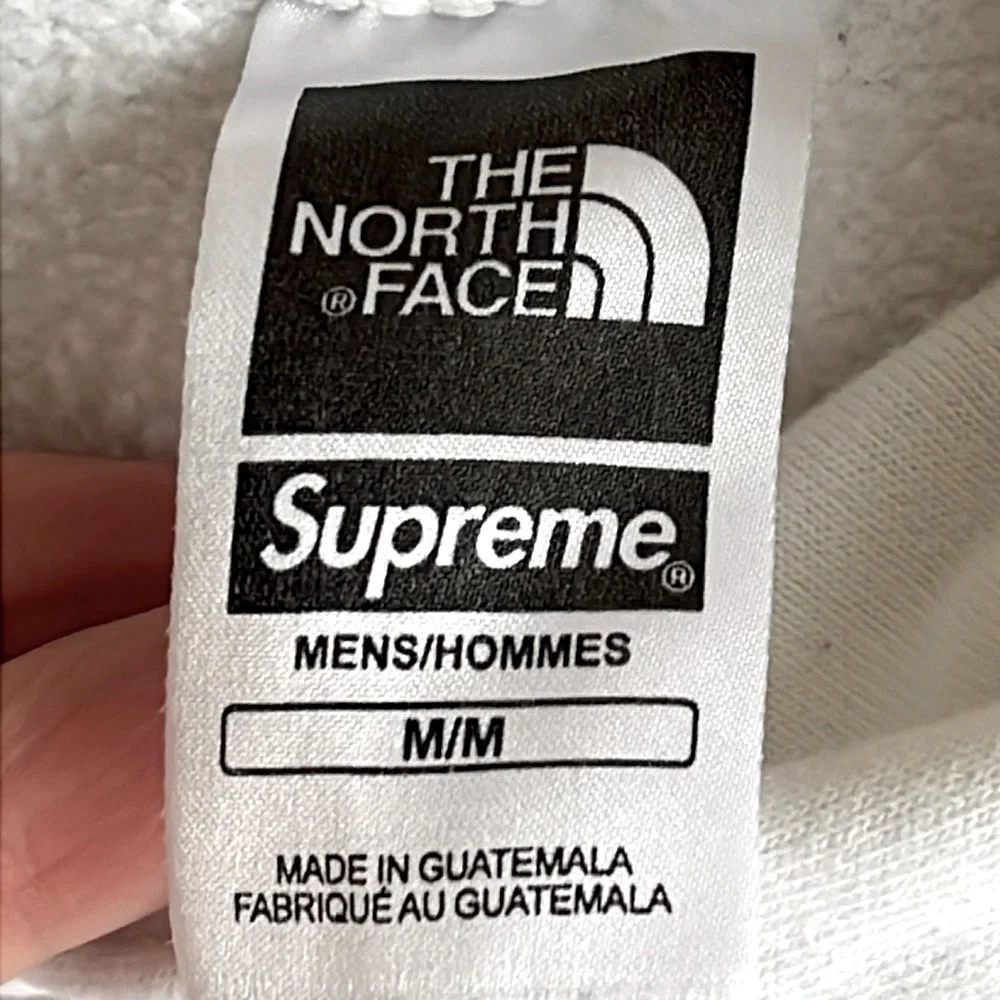 THE
NORTH
®FACE
Supreme®
MENS/HOMMES
M/M
MADE IN GUATEMALA
FABRIQUÉ AU GUATEMALA